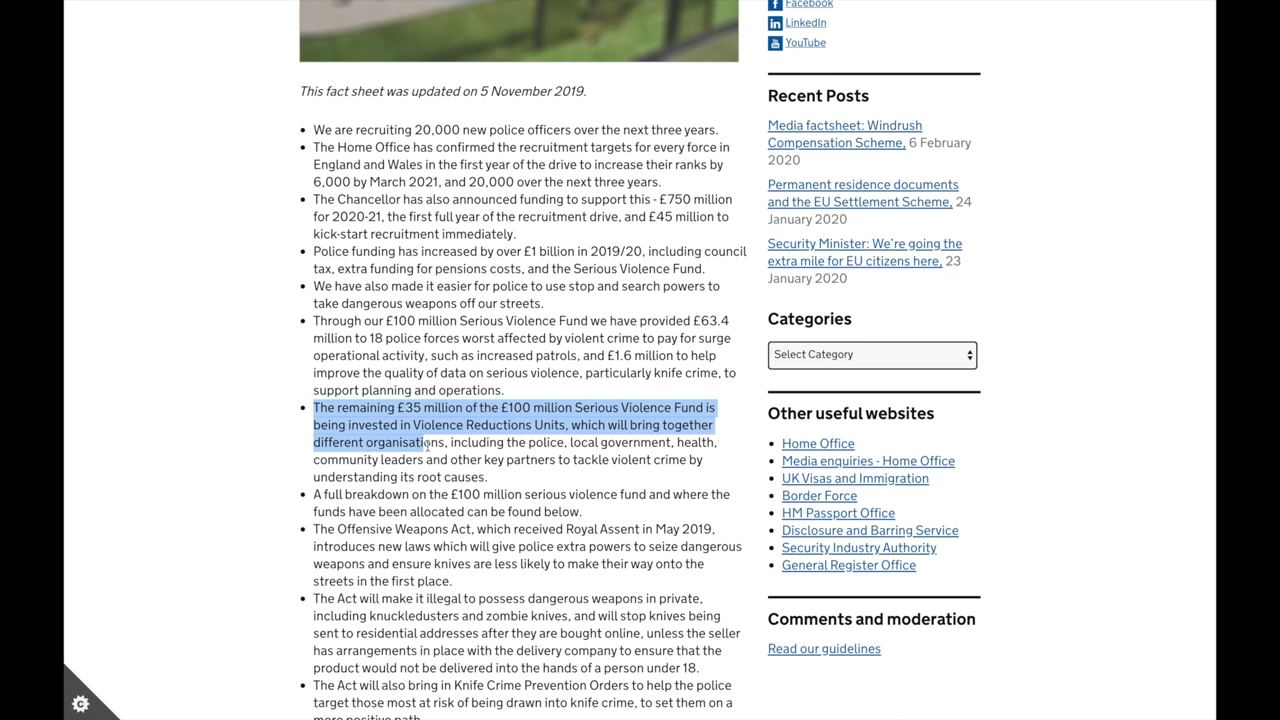 Facebook
LinkedIn
YouTube
This fact sheet was updated on 5 November 2019.
• We are recruiting 20,000 new police officers over the next three years.
• The Home Office has confirmed the recruitment targets for every force in
England and Wales in the first year of the drive to increase their ranks by
6,000 by March 2021, and 20,000 over the next three years.
• The Chancellor has also announced funding to support this - £750 million
for 2020-21, the first full year of the recruitment drive, and £45 million to
kick-start recruitment immediately.
• Police funding has increased by over £1 billion in 2019/20, including council
tax, extra funding for pensions costs, and the Serious Violence Fund.
• We have also made it easier for police to use stop and search powers to
take dangerous weapons off our streets.
• Through our £100 million Serious Violence Fund we have provided £63.4
million to 18 police forces worst affected by violent crime to pay for surge
operational activity, such as increased patrols, and £1.6 million to help
improve the quality of data on serious violence, particularly knife crime, to
support planning and operations.
• The remaining £35 million of the £100 million Serious Violence Fund is
being invested in Violence Reductions Units, which will bring together
different organisations, including the police, local government, health,
community leaders and other key partners to tackle violent crime by
understanding its root causes.
• A full breakdown on the £100 million serious violence fund and where the
funds have been allocated can be found below.
• The Offensive Weapons Act, which received Royal Assent in May 2019,
introduces new laws which will give police extra powers to seize dangerous
weapons and ensure knives are less likely to make their way onto the
streets in the first place.
• The Act will make it illegal to possess dangerous weapons in private,
including knuckledusters and zombie knives, and will stop knives being
sent to residential addresses after they are bought online, unless the seller
has arrangements in place with the delivery company to ensure that the
product would not be delivered into the hands of a person under 18.
• The Act will also bring in Knife Crime Prevention Orders to help the police
target those most at risk of being drawn into knife crime, to set them on a
more positive path.
Recent Posts
Media factsheet: Windrush
Compensation Scheme, 6 February
2020
Permanent residence documents
and the EU Settlement Scheme, 24
January 2020
Security Minister: We're going the
extra mile for EU citizens here, 23
January 2020
Categories
Select Category
Other useful websites
• Home Office
• Media enquiries - Home Office
• UK Visas and Immigration
• Border Force
• HM Passport Office
• Disclosure and Barring Service
• Security Industry Authority
• General Register Office
Comments and moderation
Read our guidelines